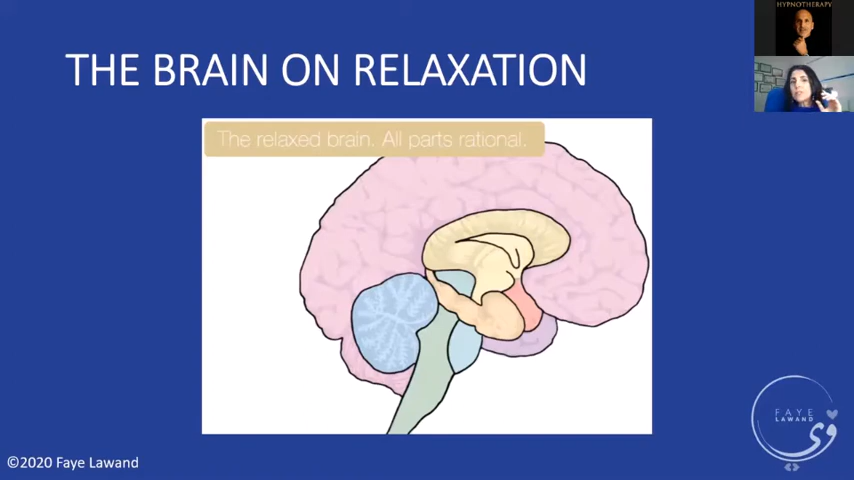 HYPNOTHERAPY
THE BRAIN ON RELAXATION
The relaxed brain. All parts rational.
FAYE
LAWAND
©2020 Faye Lawand